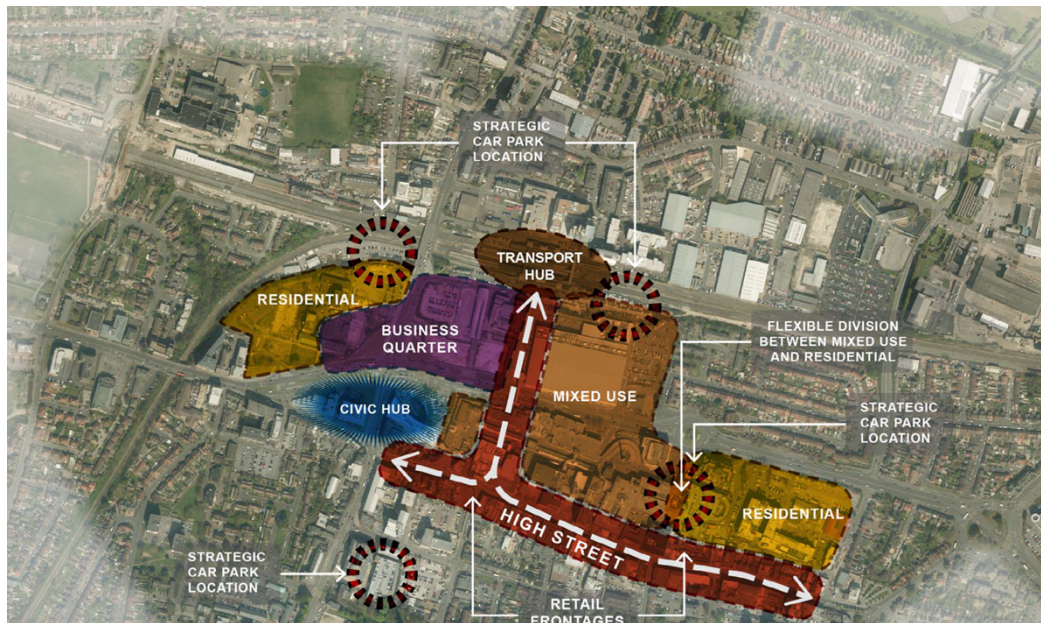 STRATEGIC
CAR PARK
LOCATION
TRANSPORT
HUB
RESIDENTIAL
BUSINESS
QUARTER
FLEXIBLE DIVISION
BETWEEN MIXED USE
AND RESIDENTIAL
MIXED USE
CIVIC HUB
STRATEGIC
CAR PARK
LOCATION
RESIDENTIAL
HIGH STREET
STRATEGIC
CAR PARK
LOCATION
RETAIL
FRONTAGES